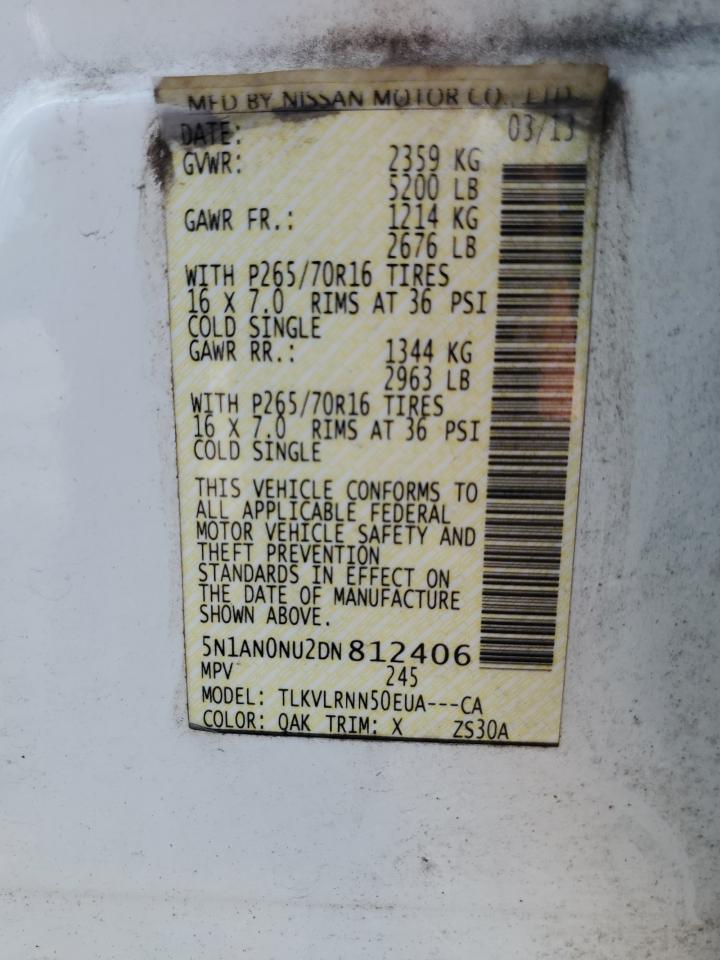 MFD BY NISSAN MOTOR CO., LTD.
DATE: 03/13
GVWR: 2359 KG
5200 LB
GAWR FR.: 1214 KG
2676 LB
WITH P265/70R16 TIRES
16 X 7.0 RIMS AT 36 PSI
COLD SINGLE
GAWR RR.: 1344 KG
2963 LB
WITH P265/70R16 TIRES
16 X 7.0 RIMS AT 36 PSI
COLD SINGLE
THIS VEHICLE CONFORMS TO
ALL APPLICABLE FEDERAL
MOTOR VEHICLE SAFETY AND
THEFT PREVENTION
STANDARDS IN EFFECT ON
THE DATE OF MANUFACTURE
SHOWN ABOVE.
5N1AN0NU2DN812406
MPV 245
MODEL: TLKVLRNN50EUA---CA
COLOR: QAK TRIM: X ZS30A